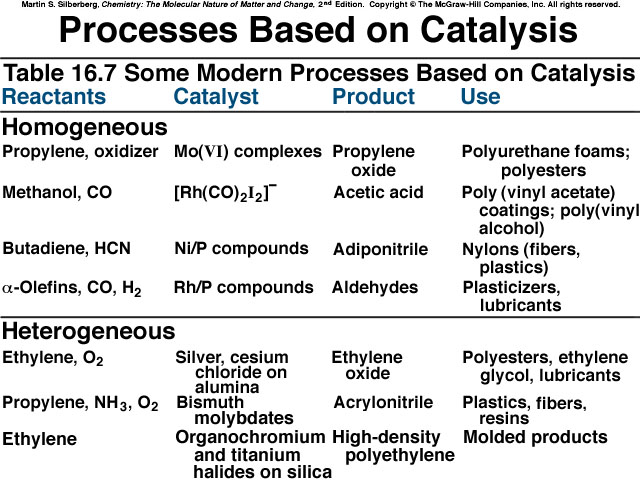 Martin S. Silberberg, Chemistry: The Molecular Nature of Matter and Change, 2nd Edition. Copyright © The McGraw-Hill Companies, Inc. All rights reserved.
Processes Based on Catalysis
Table 16.7 Some Modern Processes Based on Catalysis
Reactants Catalyst Product Use
Homogeneous
Propylene, oxidizer Mo(VI) complexes Propylene Polyurethane foams;
oxide polyesters
Methanol, CO [Rh(CO)₂I₂]⁻ Acetic acid Poly (vinyl acetate)
coatings; poly(vinyl
alcohol)
Butadiene, HCN Ni/P compounds Adiponitrile Nylons (fibers,
plastics)
α-Olefins, CO, H₂ Rh/P compounds Aldehydes Plasticizers,
lubricants
Heterogeneous
Ethylene, O₂ Silver, cesium Ethylene Polyesters, ethylene
chloride on oxide glycol, lubricants
alumina
Propylene, NH₃, O₂ Bismuth Acrylonitrile Plastics, fibers,
molybdates resins
Ethylene Organochromium High-density Molded products
and titanium polyethylene
halides on silica